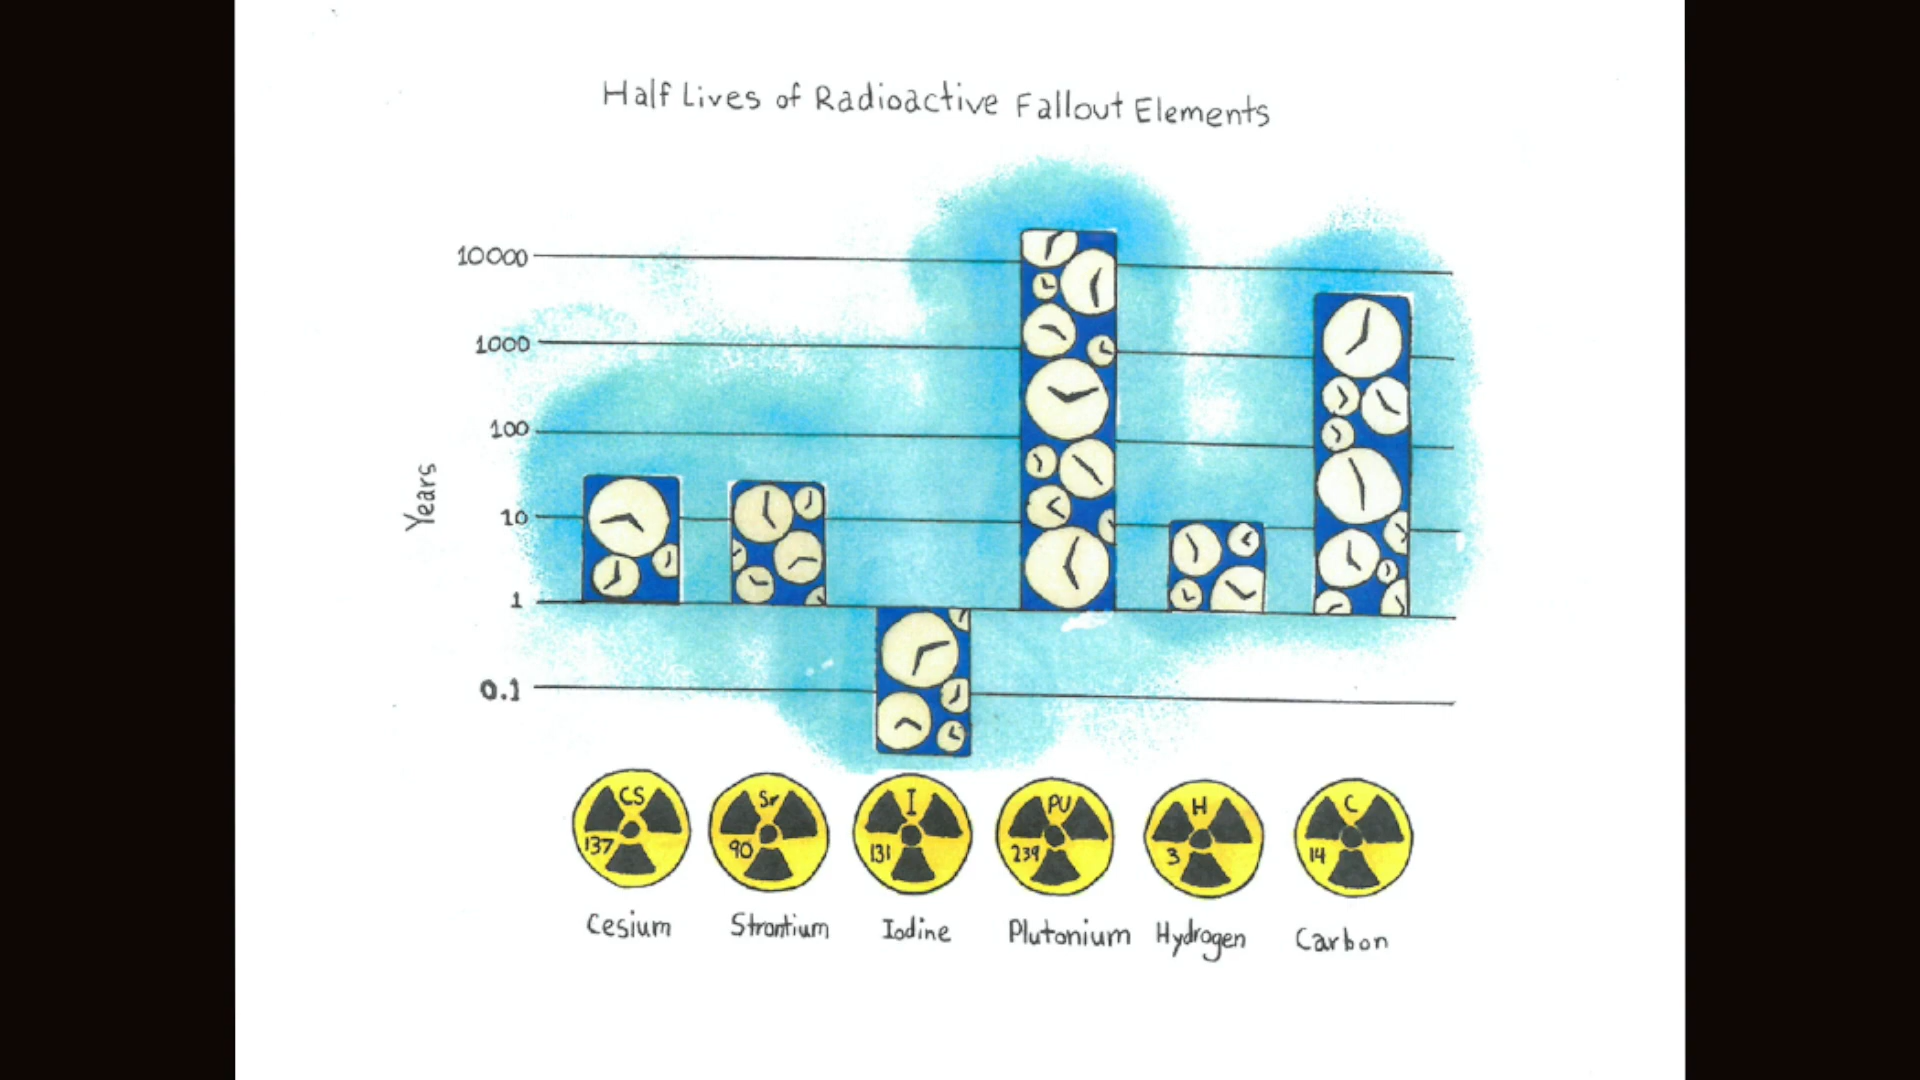 Half Lives of Radioactive Fallout Elements
10000
1000
100
10
1
0.1
Years
CS
137
Sr
90
I
131
PU
239
H
3
C
14
Cesium
Strontium
Iodine
Plutonium
Hydrogen
Carbon